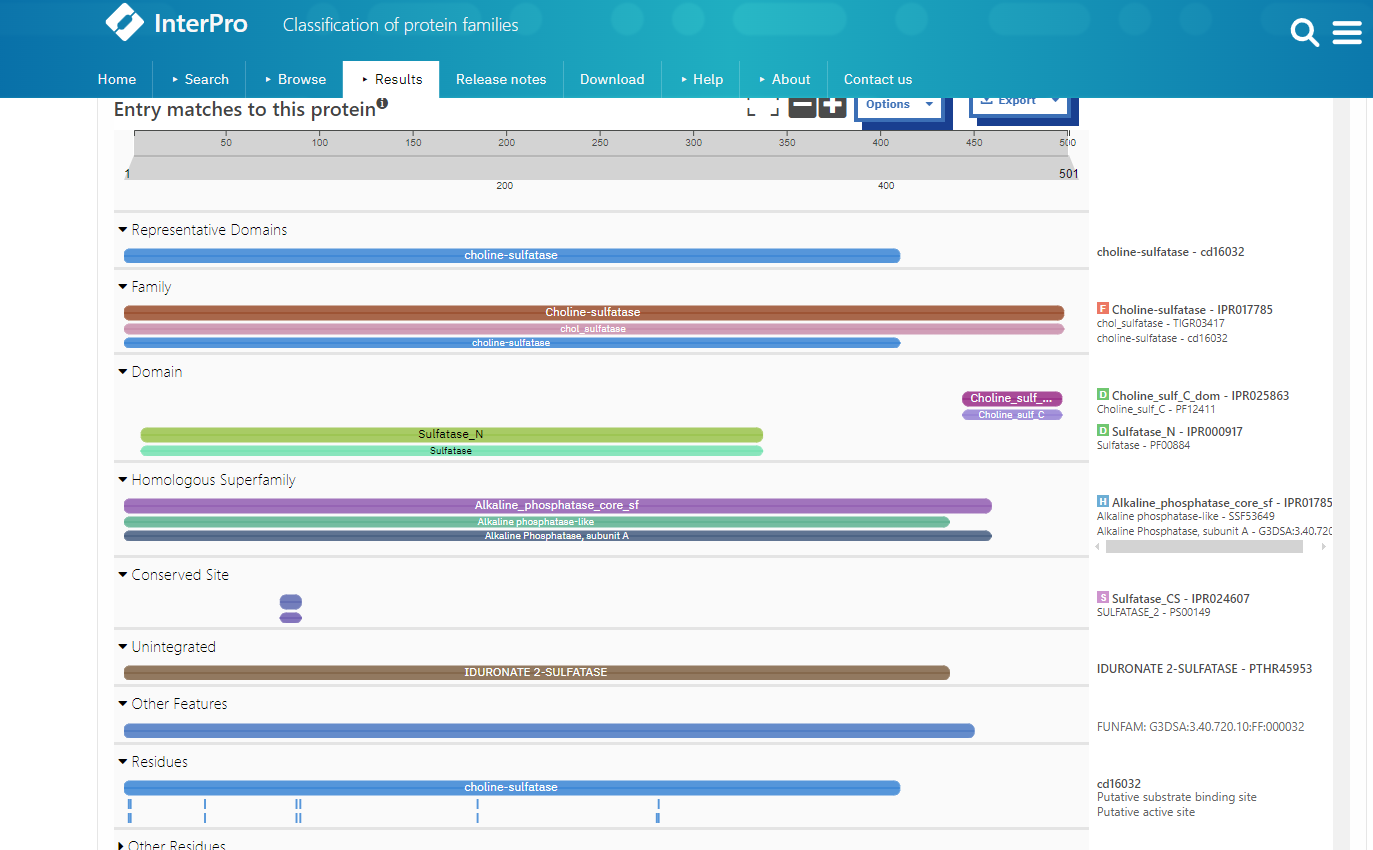 InterPro
Classification of protein families
Home
Search
Browse
Results
Release notes
Download
Help
About
Contact us
Entry matches to this protein
Options
Export
50 100 150 200 250 300 350 400 450 500
1 501
200 400
Representative Domains
choline-sulfatase
choline-sulfatase - cd16032
Family
Choline-sulfatase
F Choline-sulfatase - IPR017785
chol_sulfatase
chol_sulfatase - TIGR03417
choline-sulfatase
choline-sulfatase - cd16032
Domain
Choline_sulf_...
D Choline_sulf_C_dom - IPR025863
Choline_sulf_C
Choline_sulf_C - PF12411
Sulfatase_N
D Sulfatase_N - IPR000917
Sulfatase
Sulfatase - PF00884
Homologous Superfamily
Alkaline_phosphatase_core_sf
H Alkaline_phosphatase_core_sf - IPR01785
Alkaline phosphatase-like
Alkaline phosphatase-like - SSF53649
Alkaline Phosphatase, subunit A
Alkaline Phosphatase, subunit A - G3DSA:3.40.720
Conserved Site
S Sulfatase_CS - IPR024607
SULFATASE_2 - PS00149
Unintegrated
IDURONATE 2-SULFATASE
IDURONATE 2-SULFATASE - PTHR45953
Other Features
FUNFAM: G3DSA:3.40.720.10:FF:000032
Residues
choline-sulfatase
cd16032
Putative substrate binding site
Putative active site
Other Residues